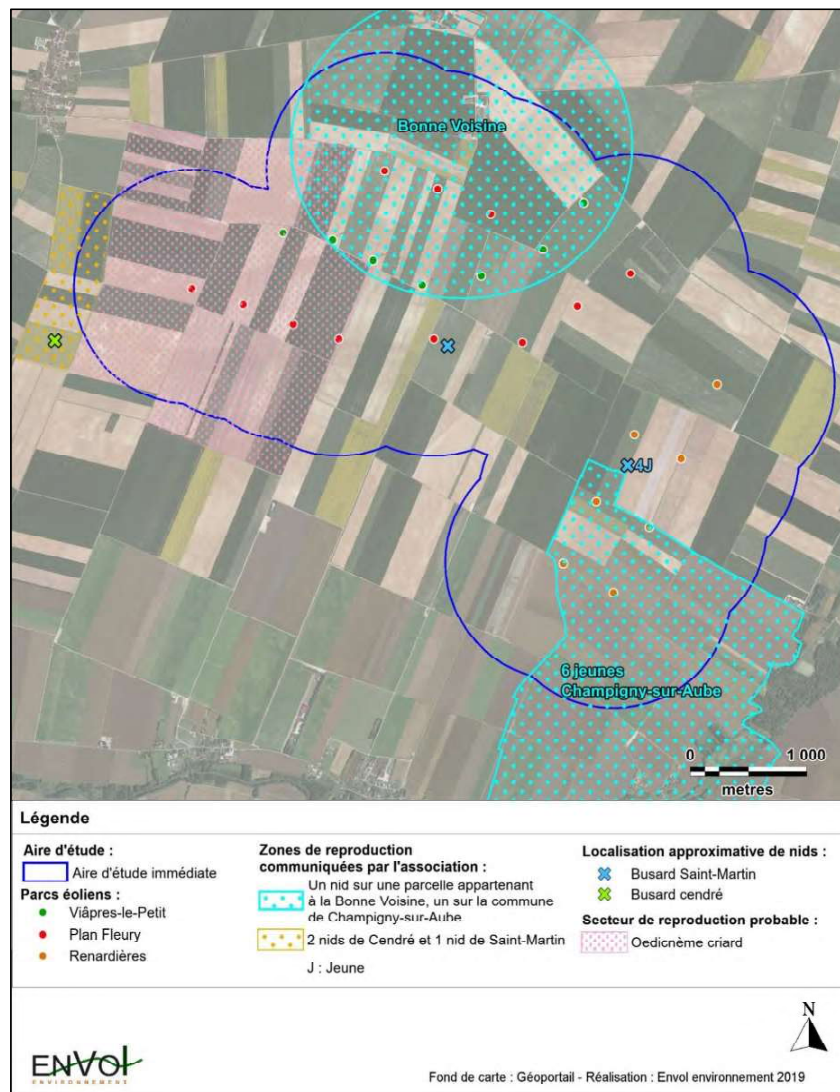 Bonne Voisine
4J
6 jeunes
Champigny-sur-Aube
0 1 000
metres
Légende
Aire d'étude :
Aire d'étude immédiate
Parcs éoliens :
Viâpres-le-Petit
Plan Fleury
Renardières
Zones de reproduction
communiquées par l'association :
Un nid sur une parcelle appartenant
à la Bonne Voisine, un sur la commune
de Champigny-sur-Aube
2 nids de Cendré et 1 nid de Saint-Martin
J : Jeune
Localisation approximative de nids :
Busard Saint-Martin
Busard cendré
Secteur de reproduction probable :
Oedicnème criard
N
ENVOL
ENVIRONNEMENT
Fond de carte : Géoportail - Réalisation : Envol environnement 2019